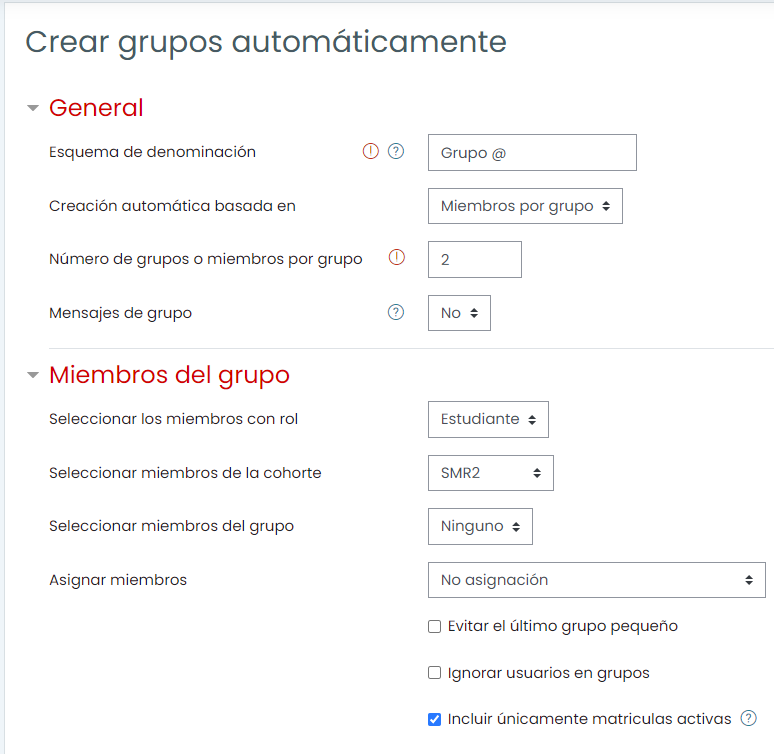 Crear grupos automáticamente
General
Esquema de denominación ! ? Grupo @
Creación automática basada en Miembros por grupo
Número de grupos o miembros por grupo ! 2
Mensajes de grupo ? No
Miembros del grupo
Seleccionar los miembros con rol Estudiante
Seleccionar miembros de la cohorte SMR2
Seleccionar miembros del grupo Ninguno
Asignar miembros No asignación
Evitar el último grupo pequeño
Ignorar usuarios en grupos
Incluir únicamente matriculas activas ?